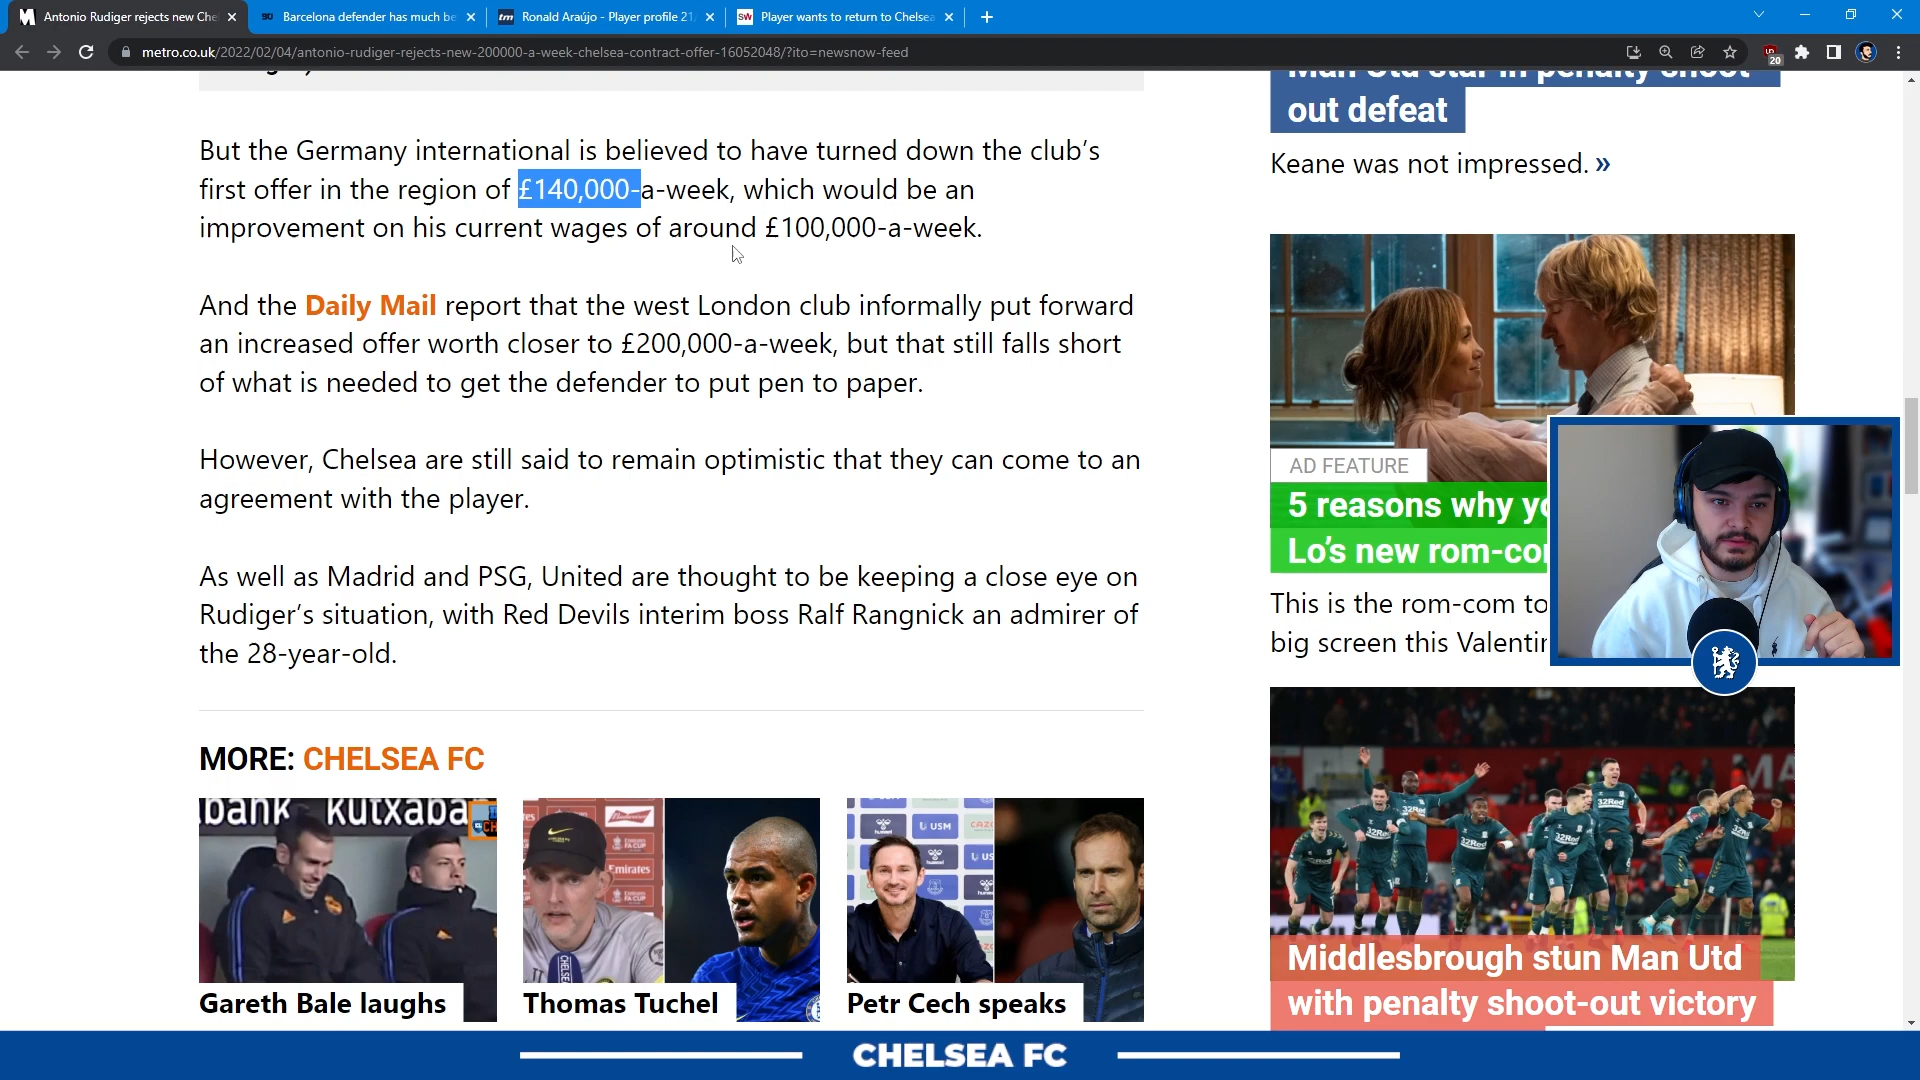 Antonio Rudiger rejects new Che
Barcelona defender has much be
Ronald Araújo - Player profile 21
Player wants to return to Chelsea
metro.co.uk/2022/02/04/antonio-rudiger-rejects-new-200000-a-week-chelsea-contract-offer-16052048/?ito=newsnow-feed
20
But the Germany international is believed to have turned down the club's
first offer in the region of £140,000-a-week, which would be an
improvement on his current wages of around £100,000-a-week.
And the Daily Mail report that the west London club informally put forward
an increased offer worth closer to £200,000-a-week, but that still falls short
of what is needed to get the defender to put pen to paper.
However, Chelsea are still said to remain optimistic that they can come to an
agreement with the player.
As well as Madrid and PSG, United are thought to be keeping a close eye on
Rudiger's situation, with Red Devils interim boss Ralf Rangnick an admirer of
the 28-year-old.
MORE: CHELSEA FC
Gareth Bale laughs
Thomas Tuchel
Petr Cech speaks
Man Utd star in penalty shoot
out defeat
Keane was not impressed. »
AD FEATURE
5 reasons why yo
Lo's new rom-co
This is the rom-com to
big screen this Valentin
Middlesbrough stun Man Utd
with penalty shoot-out victory
CHELSEA FC